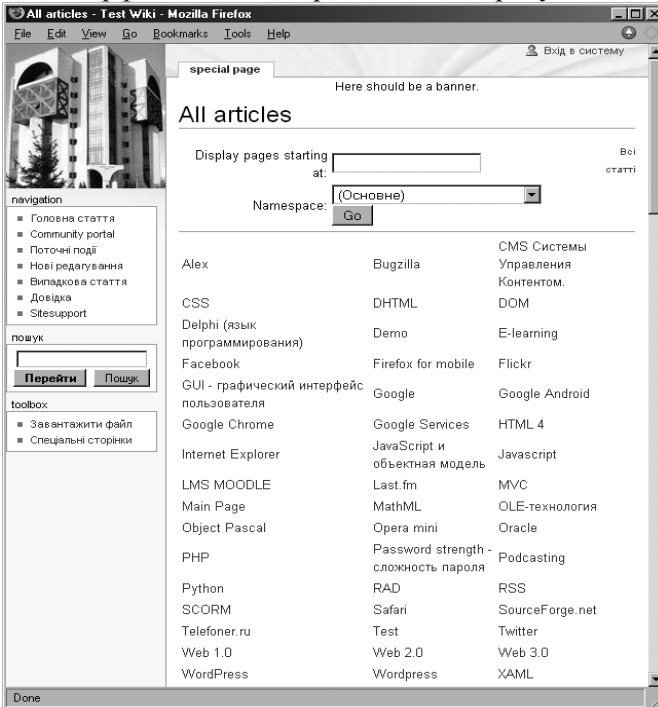 All articles - Test Wiki - Mozilla Firefox
File Edit View Go Bookmarks Tools Help
Вхід в систему
special page
Here should be a banner.
All articles
Display pages starting
at:
Всі
статті
Namespace: (Основне)
Go
navigation
Головна стаття
Community portal
Поточні події
Нові редагування
Випадкова стаття
Довідка
Sitesupport
пошук
Перейти Пошук
toolbox
Завантажити файл
Спеціальні сторінки
CMS Системы
Alex Bugzilla Управления
Контентом.
CSS DHTML DOM
Delphi (язык
программирования) Demo E-learning
Facebook Firefox for mobile Flickr
GUI - графический интерфейс
пользователя Google Google Android
Google Chrome Google Services HTML 4
Internet Explorer JavaScript и
объектная модель Javascript
LMS MOODLE Last.fm MVC
Main Page MathML OLE-технология
Object Pascal Opera mini Oracle
PHP Password strength -
сложность пароля Podcasting
Python RAD RSS
SCORM Safari SourceForge.net
Telefoner.ru Test Twitter
Web 1.0 Web 2.0 Web 3.0
WordPress Wordpress XAML
Done